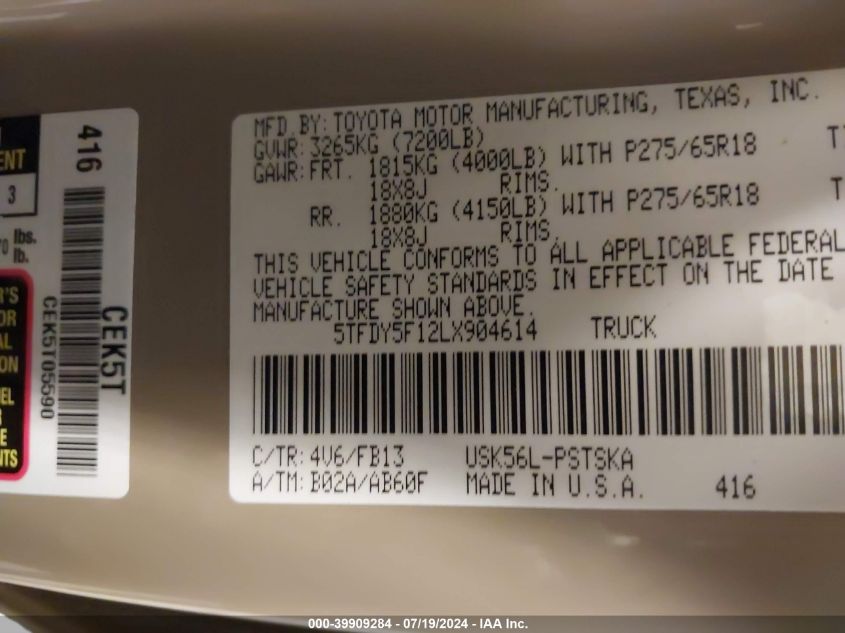 ENT
3
lbs.
lb.
416
CEK5T
CEK5T05590
MFD.BY:TOYOTA MOTOR MANUFACTURING, TEXAS, INC.
GVWR:3265KG (7200LB)
GAWR:FRT. 1815KG (4000LB) WITH P275/65R18
18X8J RIMS.
RR. 1880KG (4150LB) WITH P275/65R18
18X8J RIMS.
THIS VEHICLE CONFORMS TO ALL APPLICABLE FEDERAL
VEHICLE SAFETY STANDARDS IN EFFECT ON THE DATE
MANUFACTURE SHOWN ABOVE.
5TFDY5F12LX904614 TRUCK
C/TR:4V6/FB13 USK56L-PSTSKA
A/TM:B02A/AB60F MADE IN U.S.A. 416
000-39909284 - 07/19/2024 - IAA Inc.